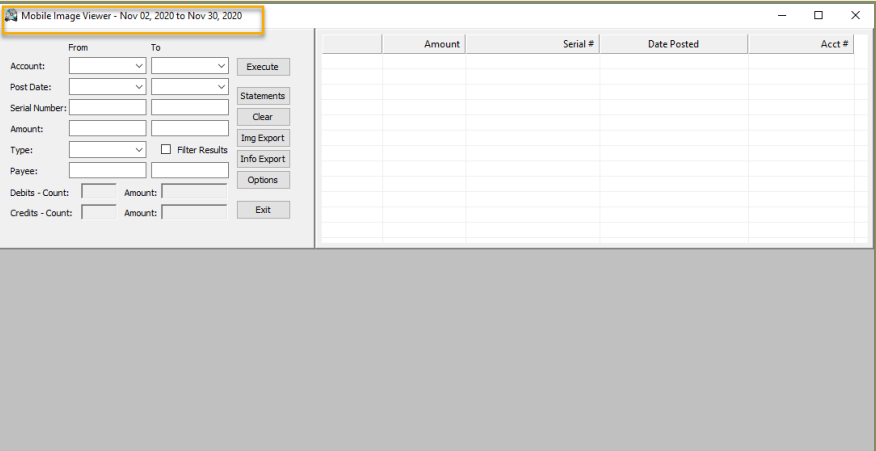 Mobile Image Viewer - Nov 02, 2020 to Nov 30, 2020
From To
Account: Execute
Post Date:
Statements
Serial Number:
Clear
Amount:
Img Export
Type: Filter Results
Info Export
Payee:
Options
Debits - Count: Amount:
Credits - Count: Amount: Exit
Amount Serial # Date Posted Acct #